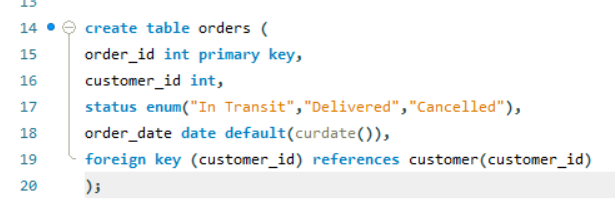 13
14 create table orders (
15 order_id int primary key,
16 customer_id int,
17 status enum("In Transit","Delivered","Cancelled"),
18 order_date date default(curdate()),
19 foreign key (customer_id) references customer(customer_id)
20 );